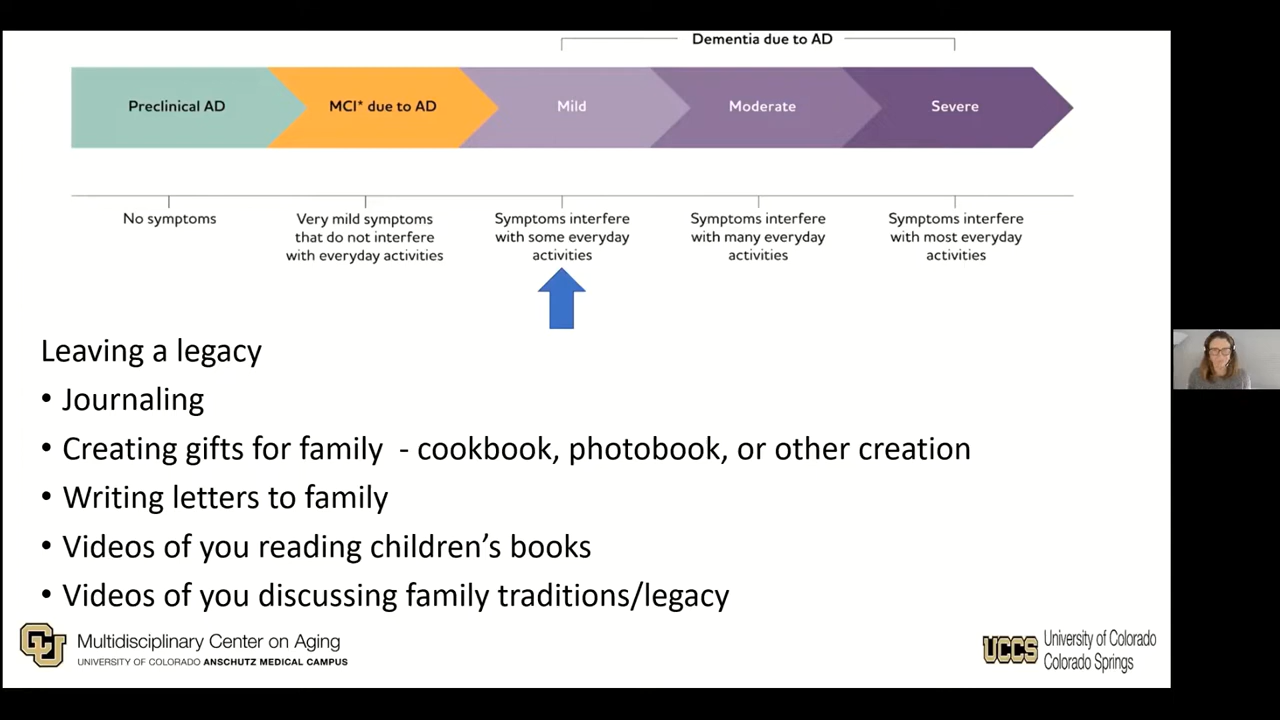 Dementia due to AD
Preclinical AD
MCI* due to AD
Mild
Moderate
Severe
No symptoms
Very mild symptoms
that do not interfere
with everyday activities
Symptoms interfere
with some everyday
activities
Symptoms interfere
with many everyday
activities
Symptoms interfere
with most everyday
activities
Leaving a legacy
• Journaling
• Creating gifts for family - cookbook, photobook, or other creation
• Writing letters to family
• Videos of you reading children’s books
• Videos of you discussing family traditions/legacy
CU
Multidisciplinary Center on Aging
UNIVERSITY OF COLORADO ANSCHUTZ MEDICAL CAMPUS
UCCS
University of Colorado
Colorado Springs